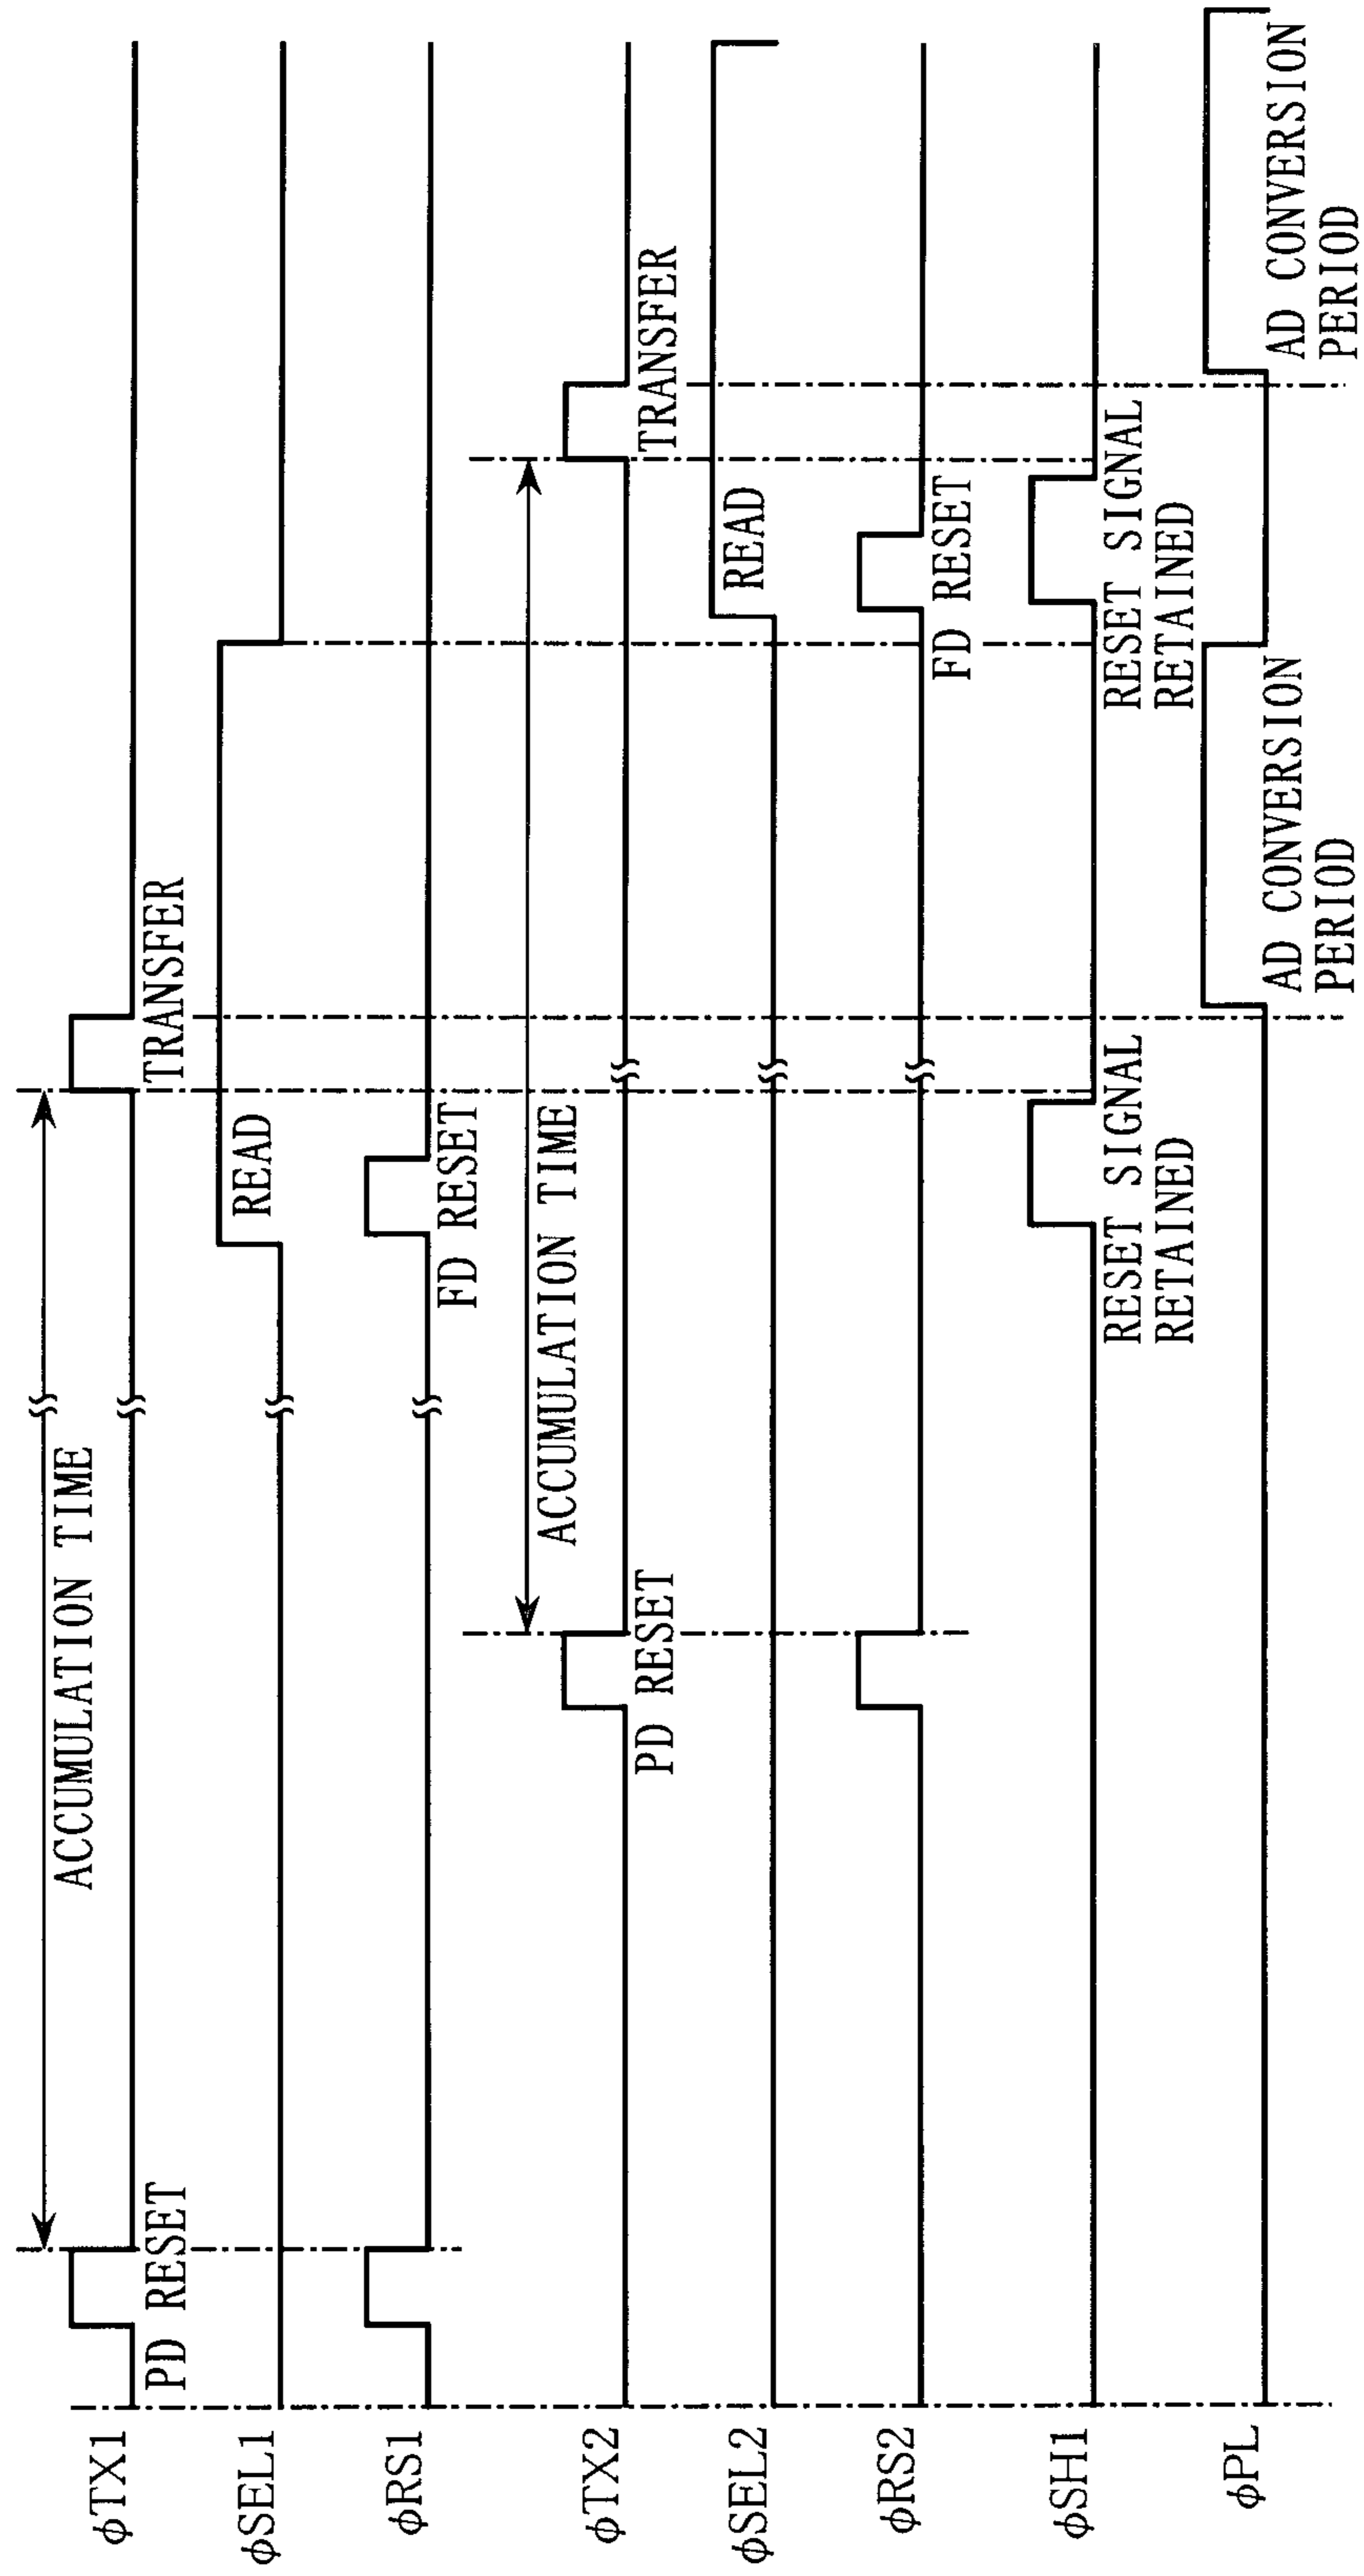 ACCUMULATION TIME
φTX1
PD RESET
TRANSFER
φSEL1
READ
φRS1
FD RESET
ACCUMULATION TIME
φTX2
PD RESET
TRANSFER
φSEL2
READ
φRS2
FD RESET
φSH1
RESET SIGNAL
RETAINED
RESET SIGNAL
RETAINED
φPL
AD CONVERSION
PERIOD
AD CONVERSION
PERIOD